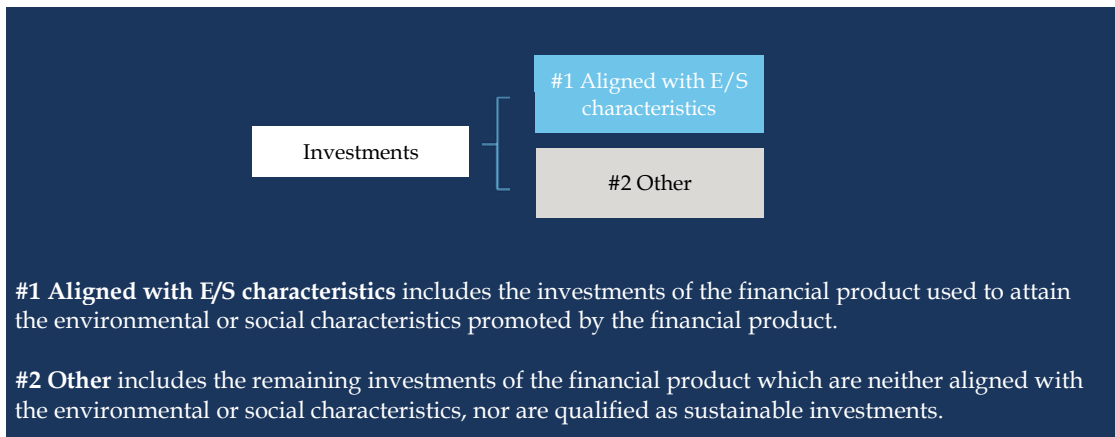 #1 Aligned with E/S
characteristics
Investments
#2 Other
#1 Aligned with E/S characteristics includes the investments of the financial product used to attain
the environmental or social characteristics promoted by the financial product.
#2 Other includes the remaining investments of the financial product which are neither aligned with
the environmental or social characteristics, nor are qualified as sustainable investments.